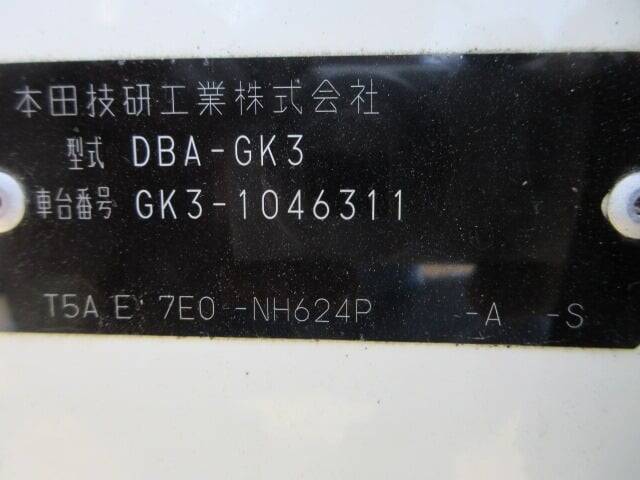 本田技研工業株式会社
型式 DBA-GK3
車台番号 GK3-1046311
T5A E 7E0 -NH624P -A -S